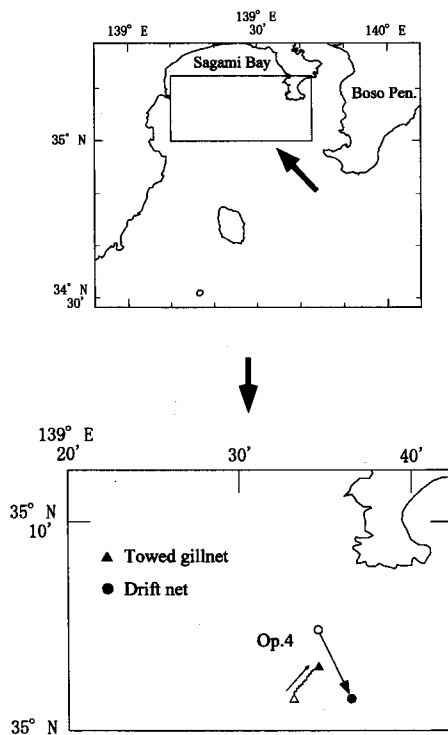 139° E 139° E 140° E
30'
Sagami Bay
Boso Pen.
35° N
34° N
30'
139° E
20' 30' 40'
35° N
10'
▲ Towed gillnet
● Drift net
Op.4
35° N